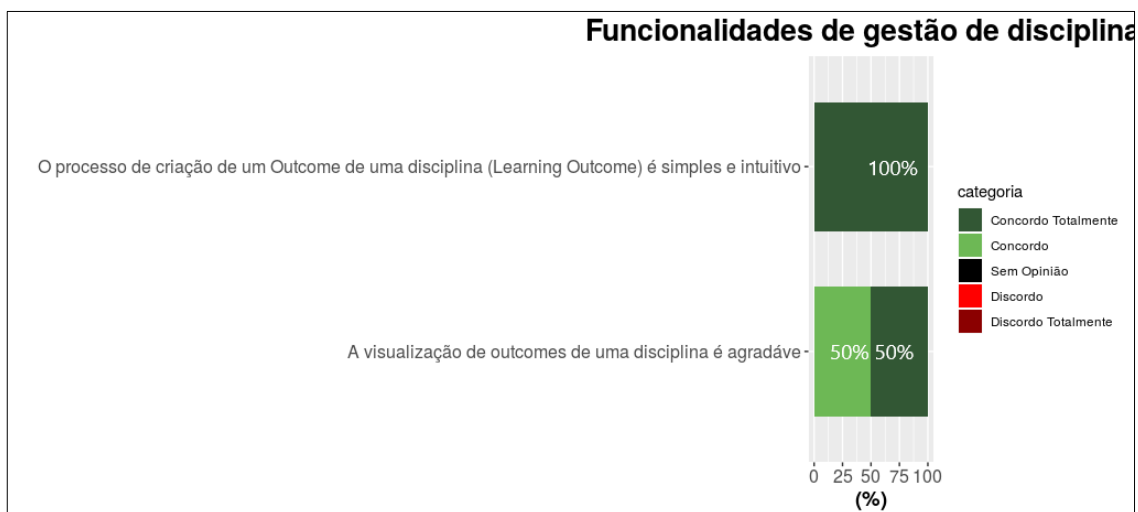 Funcionalidades de gestão de disciplina
O processo de criação de um Outcome de uma disciplina (Learning Outcome) é simples e intuitivo
100%
A visualização de outcomes de uma disciplina é agradáve
50% 50%
0 25 50 75 100
(%)
categoria
Concordo Totalmente
Concordo
Sem Opinião
Discordo
Discordo Totalmente